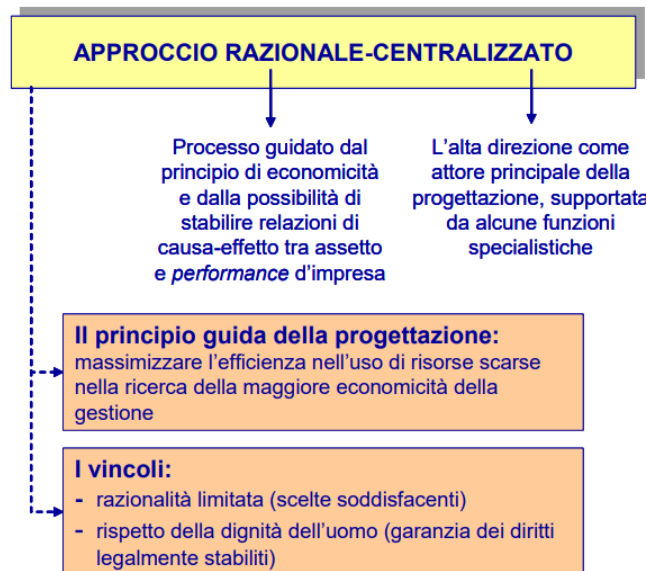 APPROCCIO RAZIONALE-CENTRALIZZATO
Processo guidato dal
principio di economicità
e dalla possibilità di
stabilire relazioni di
causa-effetto tra assetto
e performance d'impresa
L'alta direzione come
attore principale della
progettazione, supportata
da alcune funzioni
specialistiche
Il principio guida della progettazione:
massimizzare l'efficienza nell'uso di risorse scarse
nella ricerca della maggiore economicità della
gestione
I vincoli:
- razionalità limitata (scelte soddisfacenti)
- rispetto della dignità dell'uomo (garanzia dei diritti
legalmente stabiliti)